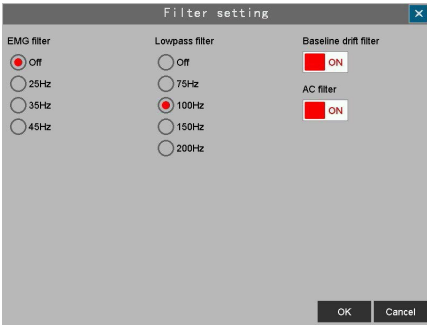 Filter setting
EMG filter
Off
25Hz
35Hz
45Hz
Lowpass filter
Off
75Hz
100Hz
150Hz
200Hz
Baseline drift filter
ON
AC filter
ON
OK
Cancel